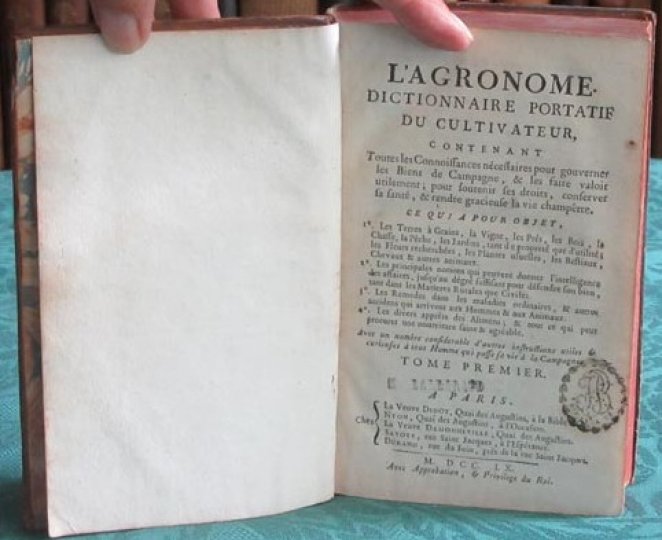 L'AGRONOME.
DICTIONNAIRE PORTATIF
DU CULTIVATEUR,
CONTENANT
Toutes les Connoissances nécessaires pour gouverner
les Biens de Campagne, & les faire valoir
utilement; pour soutenir ses droits, conserver
sa santé, & rendre gracieuse la vie champêtre,
CE QUI A POUR OBJET,
1°. Les Terres à Grains, la Vigne, les Prés, les Bois, la
Chasse, la Pêche, les Jardins, tant de propreté que d'utilité;
les Fleurs recherchées, les Plantes usuelles, les Bestiaux,
Chevaux & autres animaux.
2°. Les principales notions qui peuvent donner l'intelligence
des affaires, jusqu'au dégré suffisant pour défendre son bien,
tant dans les Matieres Rurales que Civiles.
3°. Les Remedes dans les maladies ordinaires, & autres
accidens qui arrivent aux Hommes & aux Animaux.
4°. Les divers apprêts des Alimens, & tout ce qui peut
procurer une nourriture saine & agréable.
Avec un nombre considérable d'autres instructions utiles &
curieuses à tout Homme qui passe sa vie à la Campagne.
TOME PREMIER.
A PARIS.
Chez
La Veuve DIDOT, Quai des Augustins, à la Bible.
NYON, Quai des Augustins, à l'Occasion.
La Veuve DAMONNEVILLE, Quai des Augustins.
SAVOYE, rue Saint Jacques, à l'Espérance.
DURAND, rue du Foin, près de la rue Saint Jacques.
M. DCC. LX.
Avec Approbation, & Privilege du Roi.